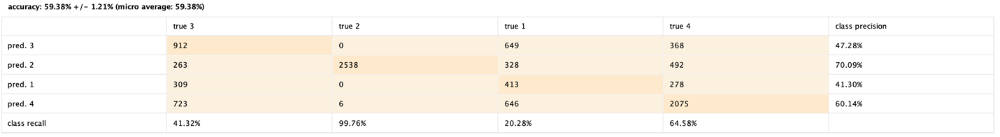 accuracy: 59.38% +/- 1.21% (micro average: 59.38%)
true 3 true 2 true 1 true 4 class precision
pred. 3 912 0 649 368 47.28%
pred. 2 263 2538 328 492 70.09%
pred. 1 309 0 413 278 41.30%
pred. 4 723 6 646 2075 60.14%
class recall 41.32% 99.76% 20.28% 64.58%